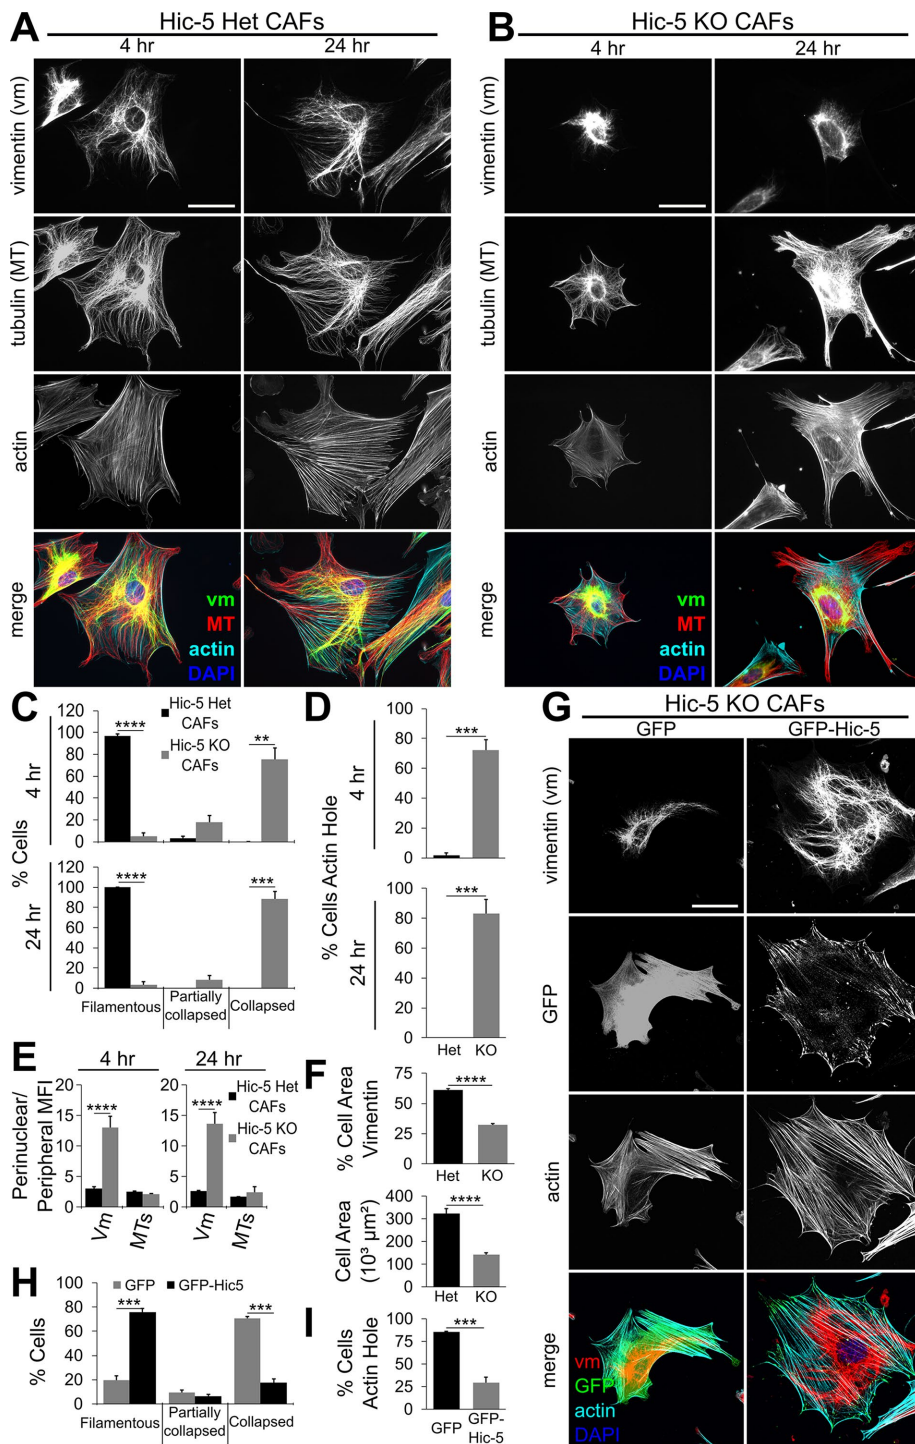 A
Hic-5 Het CAFs
4 hr
24 hr
vimentin (vm)
tubulin (MT)
actin
merge
vm
MT
actin
DAPI
vm
MT
actin
DAPI
B
Hic-5 KO CAFs
4 hr
24 hr
vimentin (vm)
tubulin (MT)
actin
merge
vm
MT
actin
DAPI
C
Hic-5 Het
CAFs
Hic-5 KO
CAFs
% Cells
4 hr
120
100
80
60
40
20
0
****
**
24 hr
120
100
80
60
40
20
0
****
***
Filamentous
Partially
collapsed
Collapsed
D
% Cells Actin Hole
4 hr
100
80
60
40
20
0
***
24 hr
100
80
60
40
20
0
***
Het
KO
E
4 hr
24 hr
Perinuclear/
Peripheral MFI
20
15
10
5
0
****
Vm
MTs
20
15
10
5
0
****
Vm
MTs
Hic-5 Het
CAFs
Hic-5 KO
CAFs
F
% Cell Area
Vimentin
75
50
25
0
****
Het
KO
Cell Area
(10³ µm²)
400
300
200
100
0
****
Het
KO
G
Hic-5 KO CAFs
GFP
GFP-Hic-5
vimentin (vm)
GFP
actin
merge
vm
GFP
actin
DAPI
H
GFP
GFP-Hic5
% Cells
100
80
60
40
20
0
***
***
Filamentous
Partially
collapsed
Collapsed
I
% Cells
Actin Hole
100
75
50
25
0
***
GFP
GFP-
Hic-5